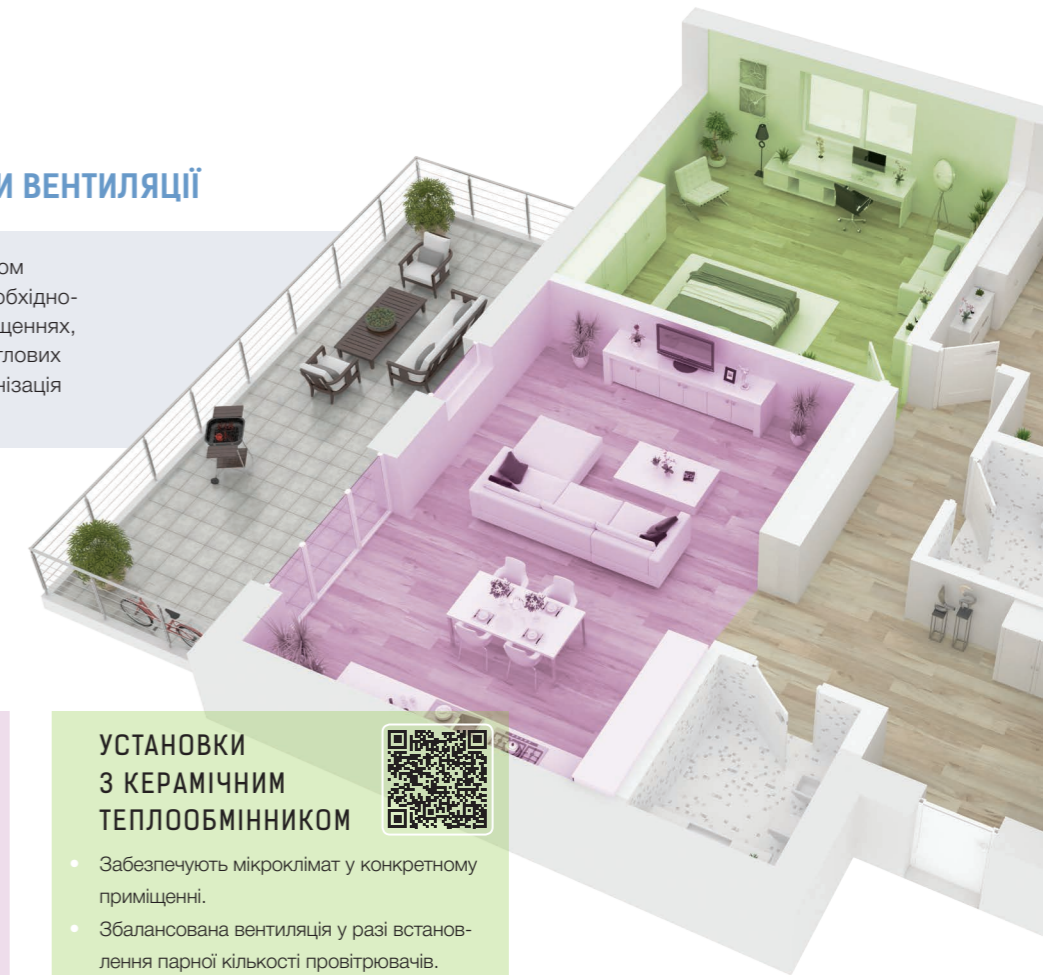 И ВЕНТИЛЯЦІЇ
ом
обхідно-
щеннях,
глових
нізація
УСТАНОВКИ
З КЕРАМІЧНИМ
ТЕПЛООБМІННИКОМ
• Забезпечують мікроклімат у конкретному
приміщенні.
• Збалансована вентиляція у разі встанов-
лення парної кількості провітрювачів.